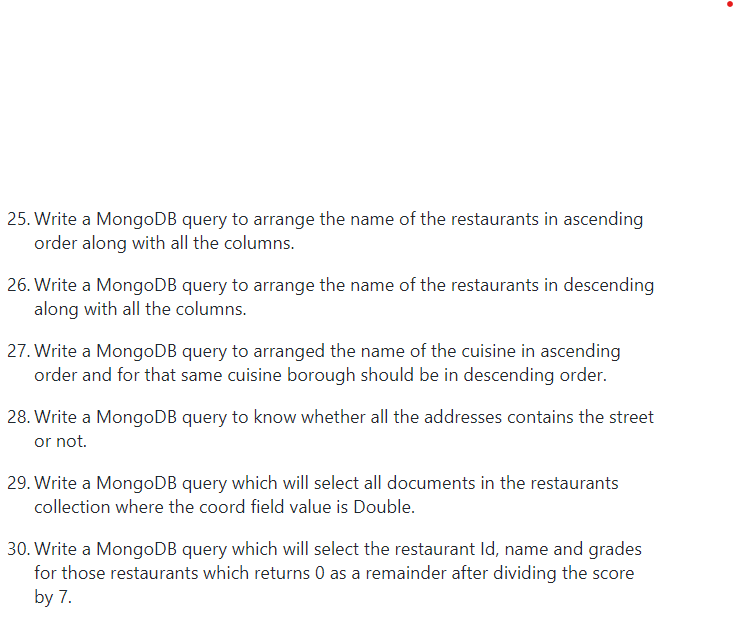 25. Write a MongoDB query to arrange the name of the restaurants in ascending
order along with all the columns.
26. Write a MongoDB query to arrange the name of the restaurants in descending
along with all the columns.
27. Write a MongoDB query to arranged the name of the cuisine in ascending
order and for that same cuisine borough should be in descending order.
28. Write a MongoDB query to know whether all the addresses contains the street
or not.
29. Write a MongoDB query which will select all documents in the restaurants
collection where the coord field value is Double.
30. Write a MongoDB query which will select the restaurant Id, name and grades
for those restaurants which returns 0 as a remainder after dividing the score
by 7.